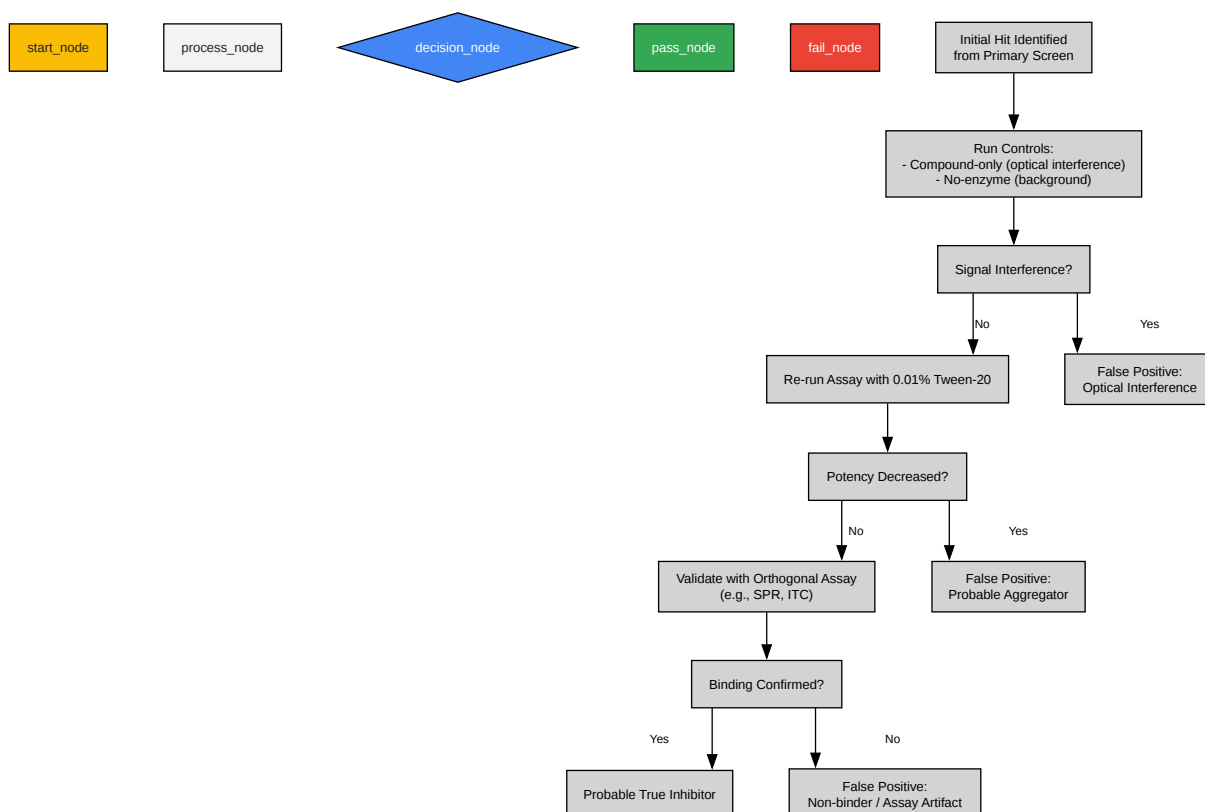 start_node
process_node
decision_node
pass_node
fail_node
Initial Hit Identified
from Primary Screen
Run Controls:
- Compound-only (optical interference)
- No-enzyme (background)
Signal Interference?
No
Yes
Re-run Assay with 0.01% Tween-20
False Positive:
Optical Interference
Potency Decreased?
No
Yes
Validate with Orthogonal Assay
(e.g., SPR, ITC)
False Positive:
Probable Aggregator
Binding Confirmed?
Yes
No
Probable True Inhibitor
False Positive:
Non-binder / Assay Artifact